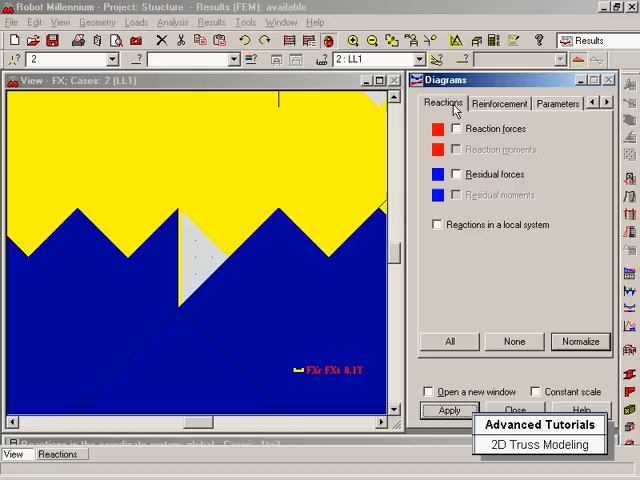 Robot Millennium - Project: Structure - Results (FEM): available
File Edit View Geometry Loads Analysis Results Tools Window Help
Results
2
2 : LL1
View - FX; Cases: 2 (LL1)
Diagrams
Reactions Reinforcement Parameters
Reaction forces
Reaction moments
Residual forces
Residual moments
Reactions in a local system
FXc FXt 0.1T
All None Normalize
Open a new window Constant scale
Apply Close Help
Advanced Tutorials
2D Truss Modeling
View Reactions